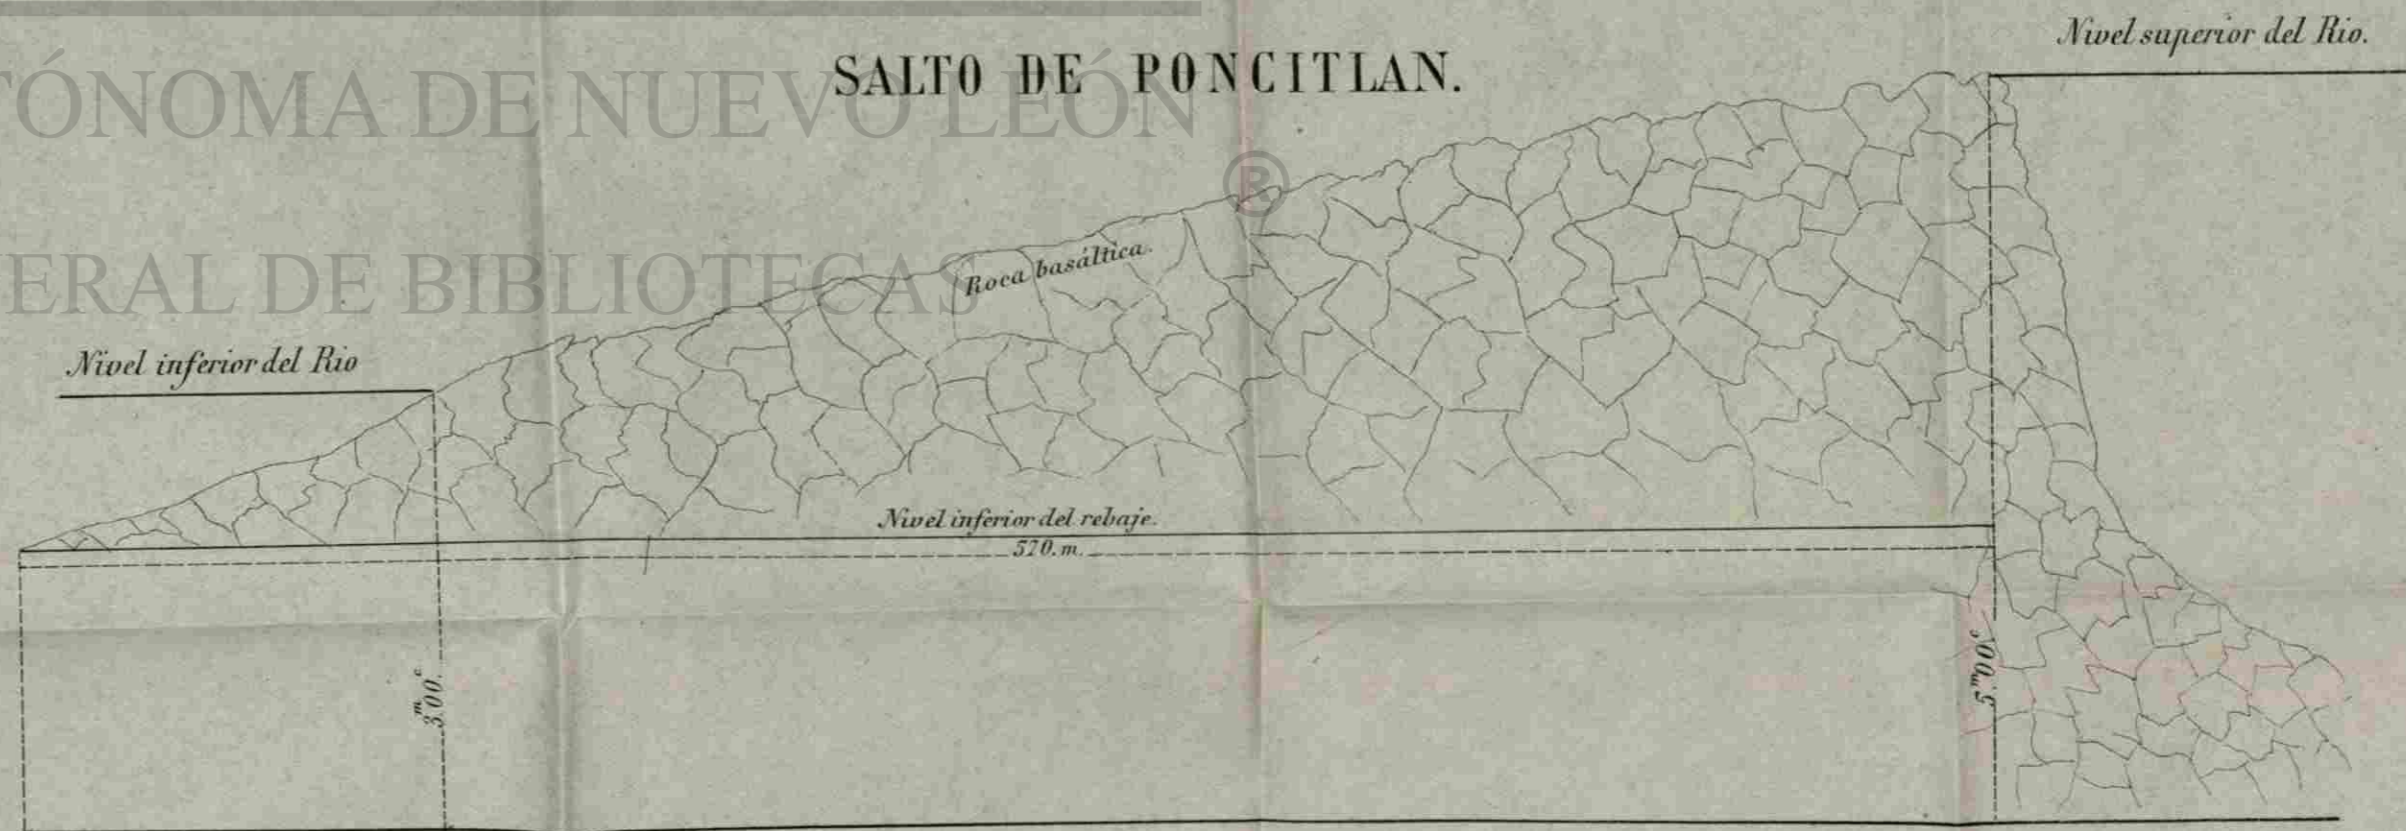 TÓNOMA DE NUEVO LEÓN
®
ERAL DE BIBLIOTECAS
SALTO DE PONCITLAN.
Nivel superior del Rio.
Roca basáltica.
Nivel inferior del Rio
Nivel inferior del rebaje.
570. m.
3.m00.c
5.m00.c